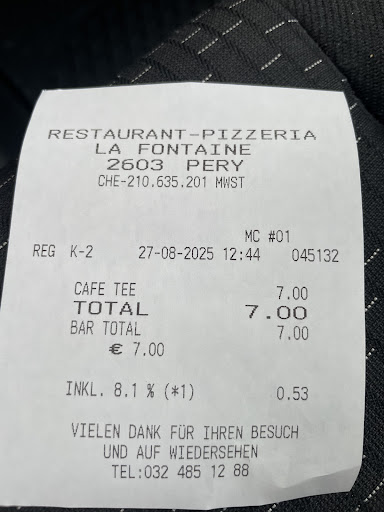 RESTAURANT-PIZZERIA
LA FONTAINE
2603 PERY
CHE-210.635.201 MWST
MC #01
REG K-2 27-08-2025 12:44 045132
CAFE TEE 7.00
TOTAL 7.00
BAR TOTAL 7.00
€ 7.00
INKL. 8.1 % (*1) 0.53
VIELEN DANK FÜR IHREN BESUCH
UND AUF WIEDERSEHEN
TEL:032 485 12 88